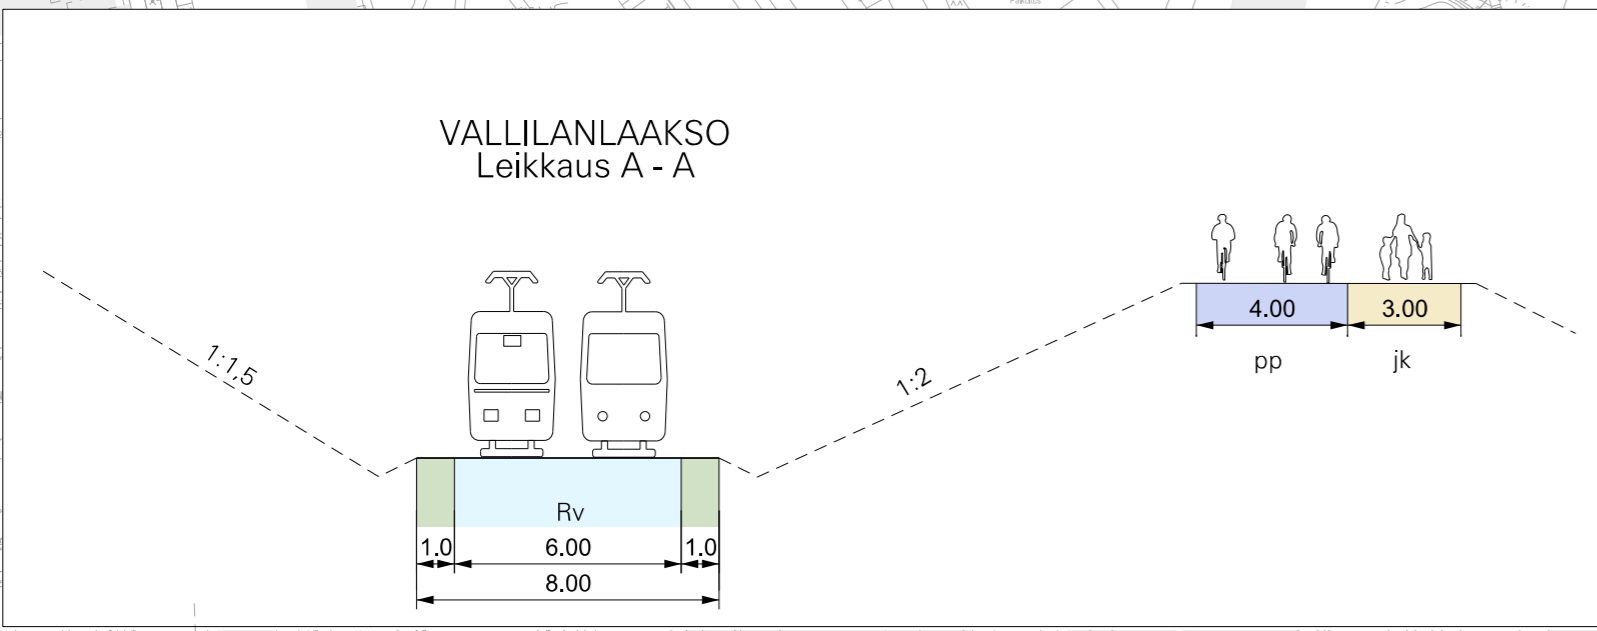 VALLILANLAAKSO
Leikkaus A - A
1:1,5
1:2
4.00
3.00
pp
jk
Rv
1.0
6.00
1.0
8.00